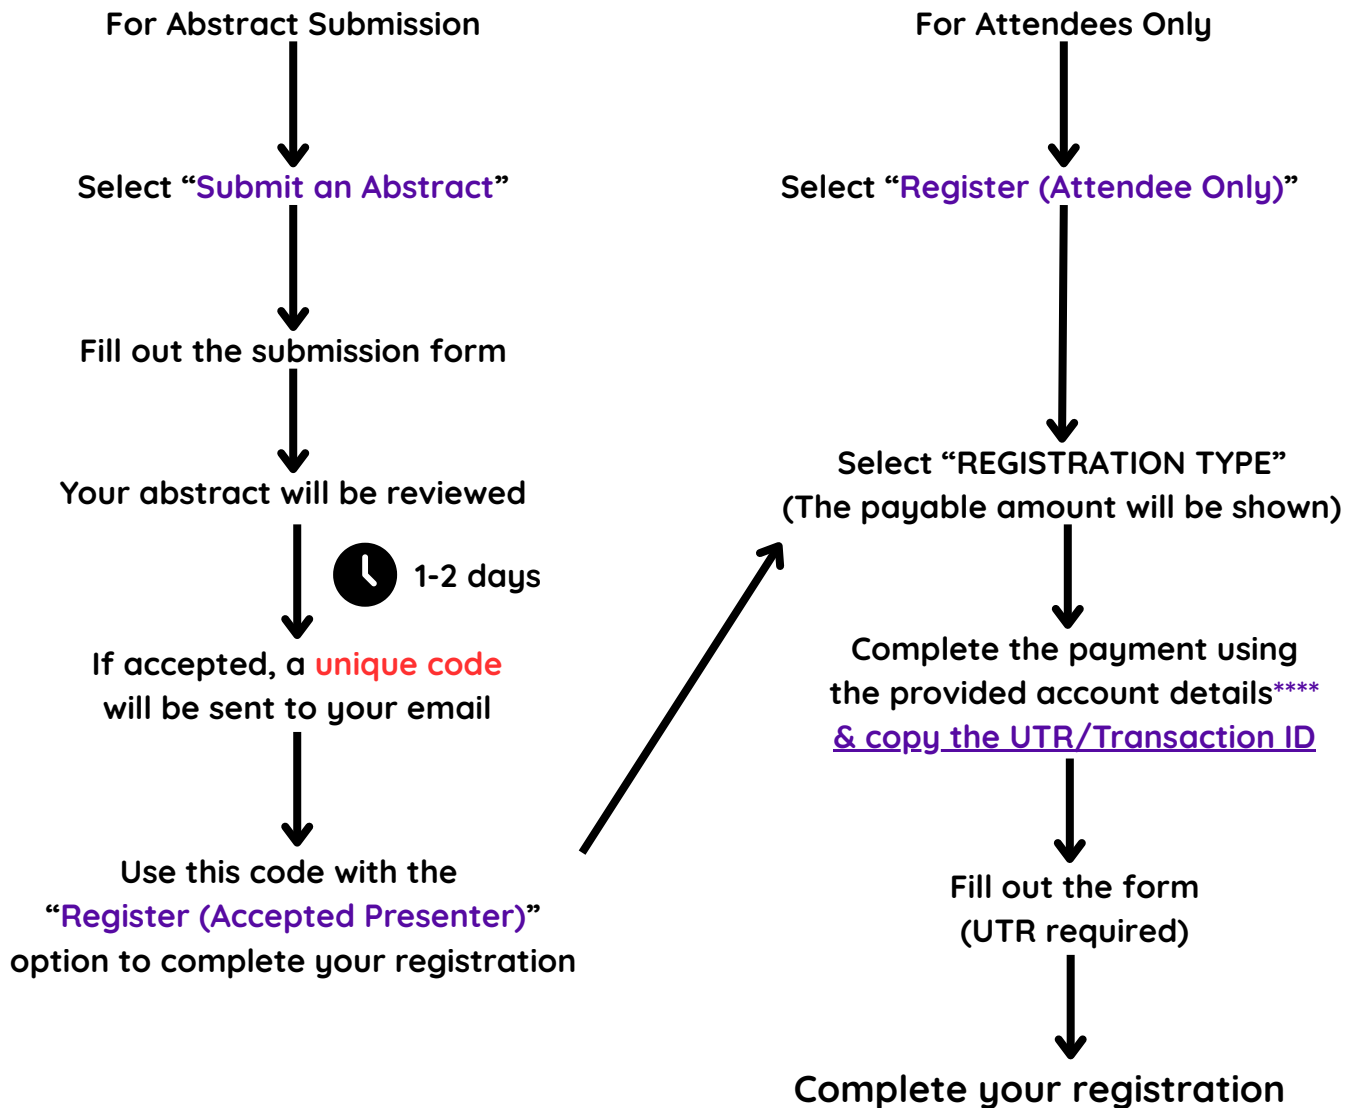 For Abstract Submission
Select “Submit an Abstract”
Fill out the submission form
Your abstract will be reviewed
1-2 days
If accepted, a unique code
will be sent to your email
Use this code with the
“Register (Accepted Presenter)”
option to complete your registration
For Attendees Only
Select “Register (Attendee Only)”
Select “REGISTRATION TYPE”
(The payable amount will be shown)
Complete the payment using
the provided account details****
& copy the UTR/Transaction ID
Fill out the form
(UTR required)
Complete your registration